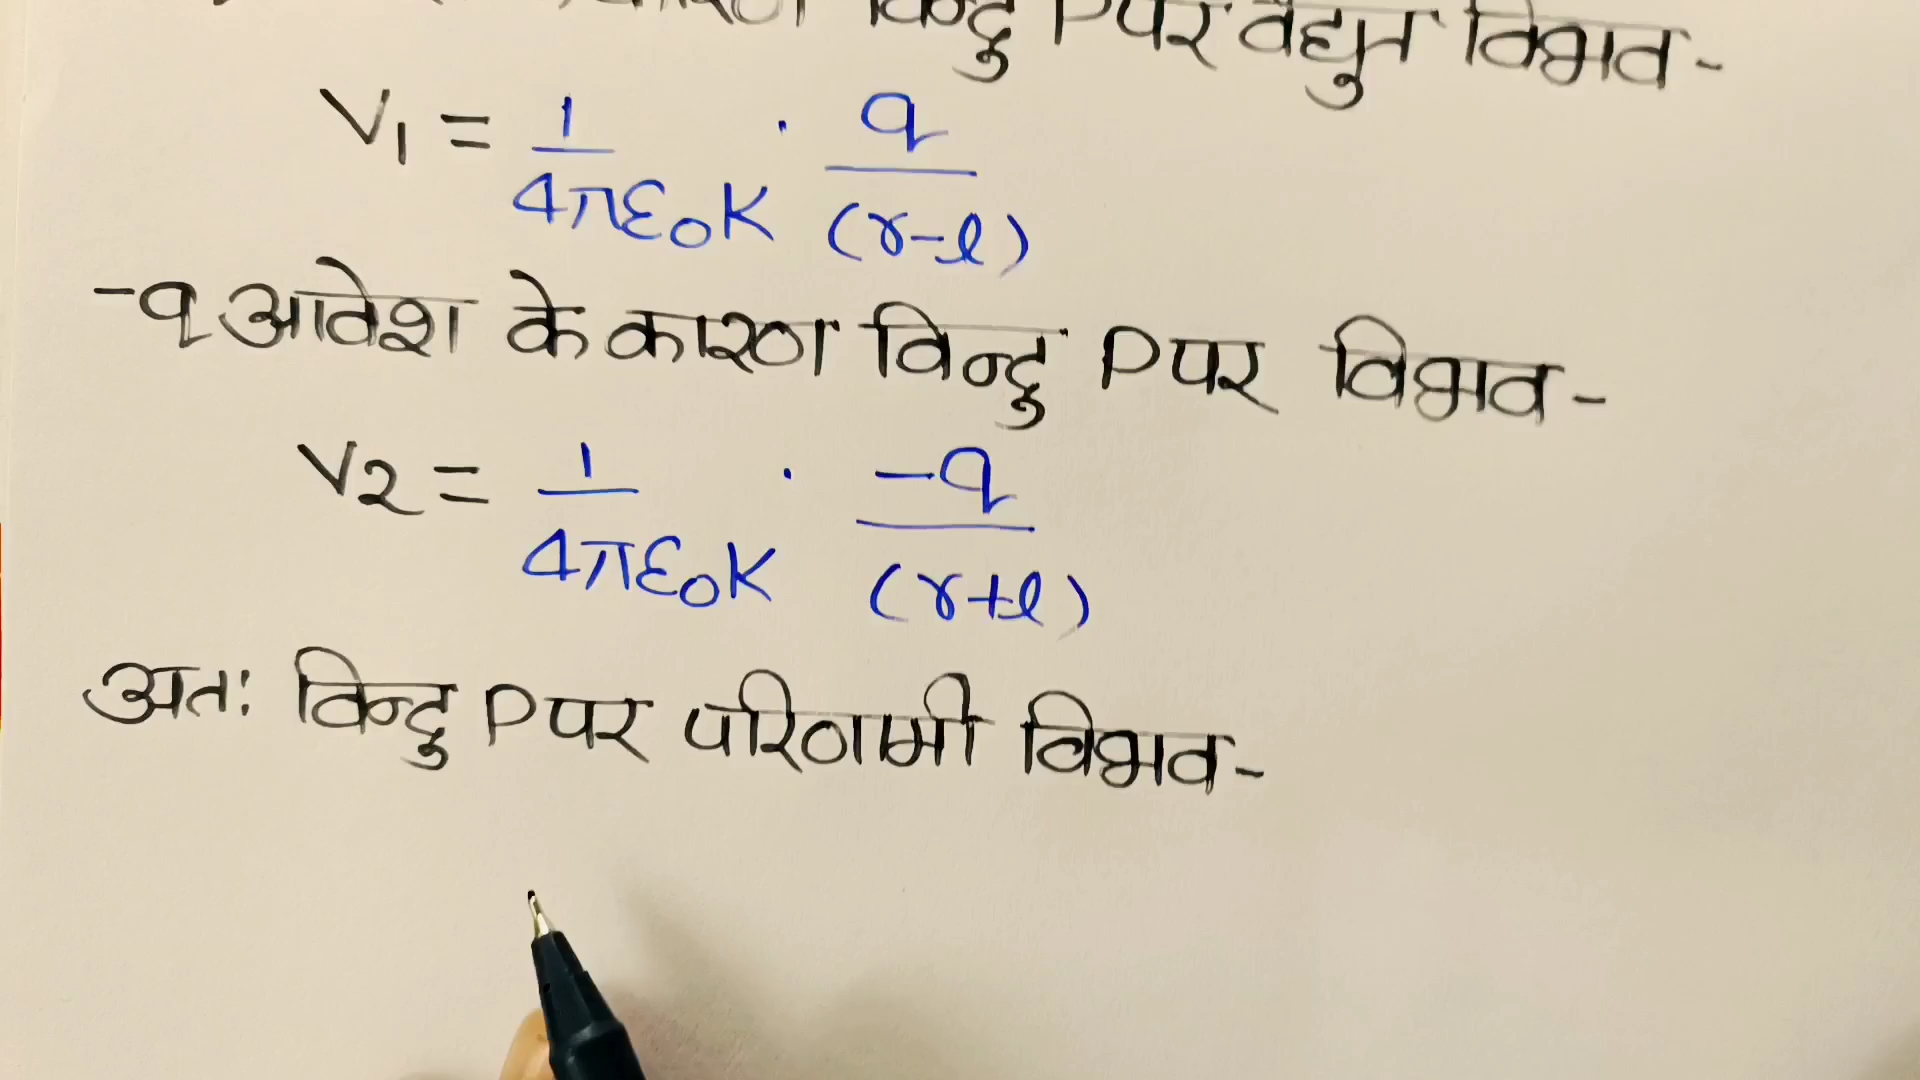 विन्दु P पर वैद्युत विभव -
V₁ = 1/4πε₀K · q/(r-l)
-q आवेश के कारण विन्दु P पर विभव -
V₂ = 1/4πε₀K · -q/(r+l)
अतः विन्दु P पर परिणामी विभव -